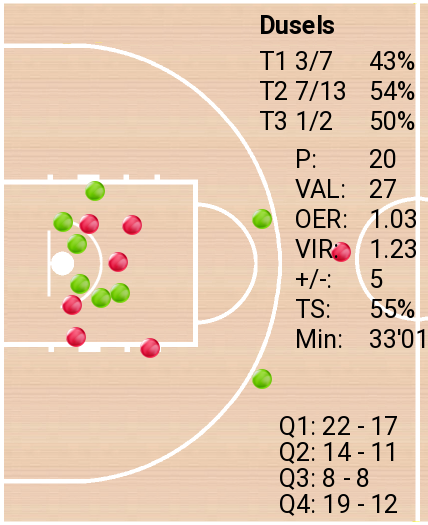 Dusels
T1 3/7 43%
T2 7/13 54%
T3 1/2 50%
P: 20
VAL: 27
OER: 1.03
VIR: 1.23
+/-: 5
TS: 55%
Min: 33'01
Q1: 22 - 17
Q2: 14 - 11
Q3: 8 - 8
Q4: 19 - 12